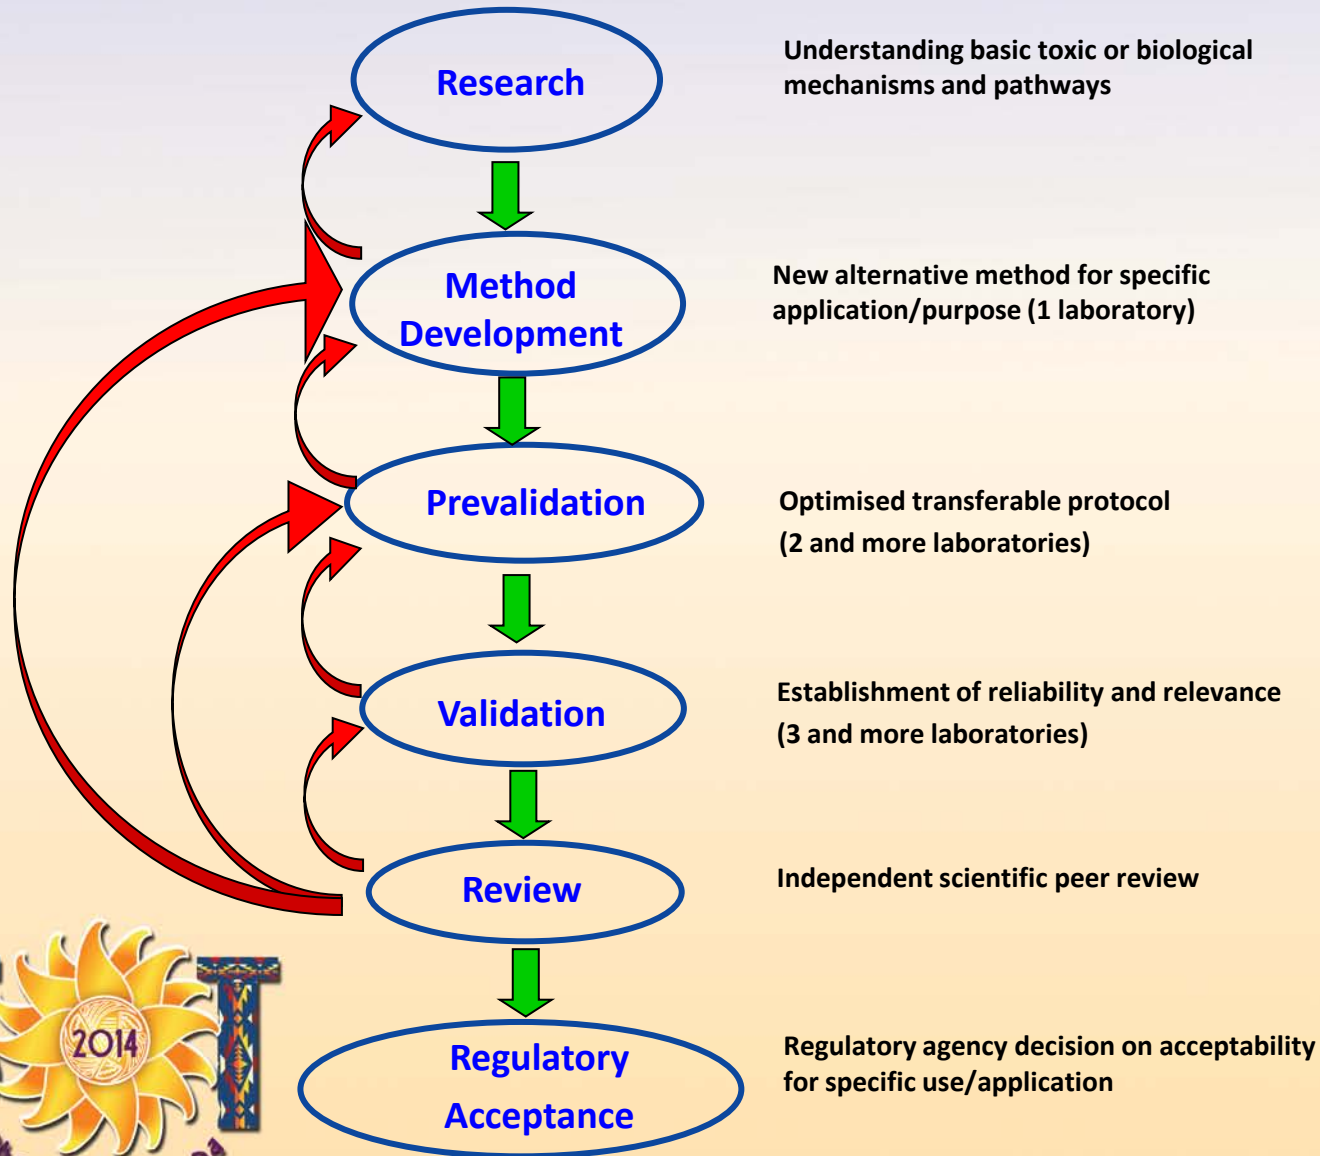 Research
Understanding basic toxic or biological
mechanisms and pathways
Method
Development
New alternative method for specific
application/purpose (1 laboratory)
Prevalidation
Optimised transferable protocol
(2 and more laboratories)
Validation
Establishment of reliability and relevance
(3 and more laboratories)
Review
Independent scientific peer review
2014
T
Regulatory
Acceptance
Regulatory agency decision on acceptability
for specific use/application